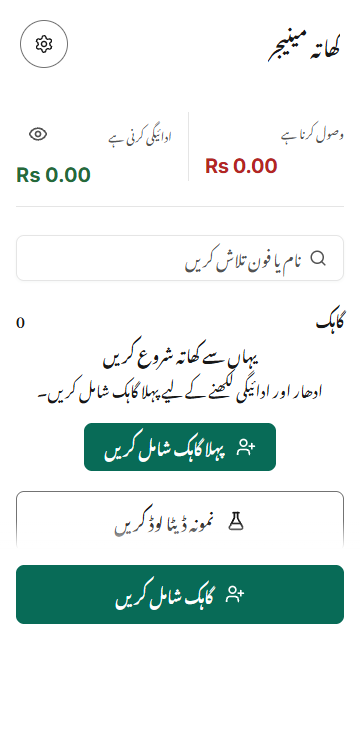 کھاتہ مینیجر
وصول کرنا ہے
Rs 0.00
ادائیگی کرنی ہے
Rs 0.00
نام یا فون تلاش کریں
گاہک
0
یہاں سے کھاتہ شروع کریں
ادھار اور ادائیگی لکھنے کے لیے پہلا گاہک شامل کریں۔
پہلا گاہک شامل کریں
نمونہ ڈیٹا لوڈ کریں
گاہک شامل کریں